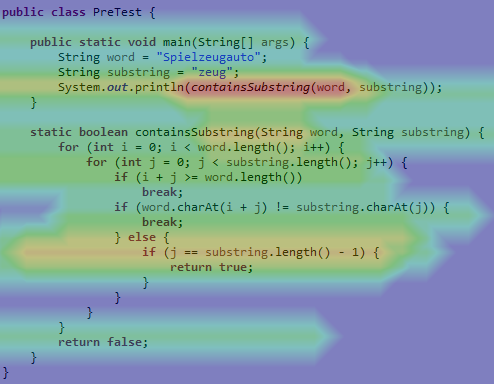 public class PreTest {
public static void main(String[] args) {
String word = "Spielzeugauto";
String substring = "zeug";
System.out.println(containsSubstring(word, substring));
}
static boolean containsSubstring(String word, String substring) {
for (int i = 0; i < word.length(); i++) {
for (int j = 0; j < substring.length(); j++) {
if (i + j >= word.length())
break;
if (word.charAt(i + j) != substring.charAt(j)) {
break;
} else {
if (j == substring.length() - 1) {
return true;
}
}
}
}
return false;
}
}